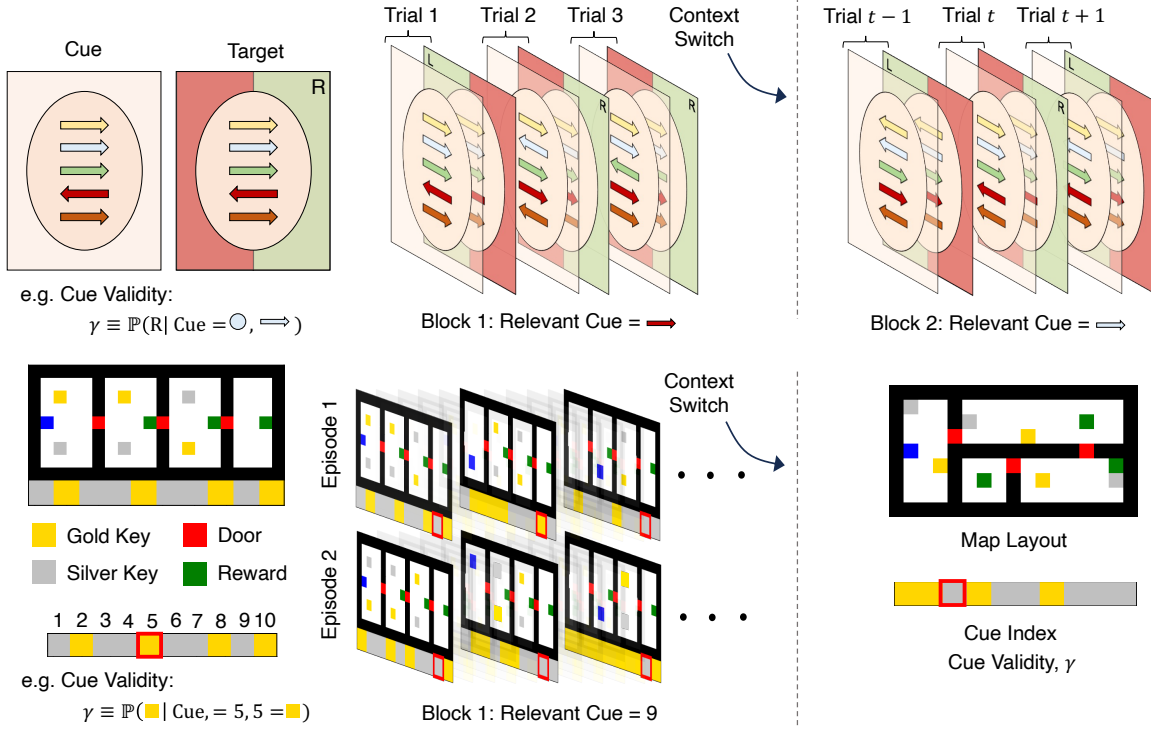 Cue
Target
R
e.g. Cue Validity:
γ ≡ ℙ(R| Cue = , )
Trial 1
Trial 2
Trial 3
L
R
R
Block 1: Relevant Cue =
Context
Switch
Trial t − 1
Trial t
Trial t + 1
L
R
L
Block 2: Relevant Cue =
Gold Key
Door
Silver Key
Reward
1 2 3 4 5 6 7 8 9 10
e.g. Cue Validity:
γ ≡ ℙ( | Cue, = 5, 5 = )
Episode 1
Episode 2
Block 1: Relevant Cue = 9
Context
Switch
Map Layout
Cue Index
Cue Validity, γ